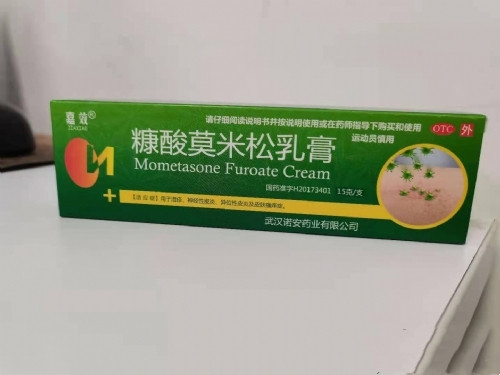 嘉效®
请仔细阅读说明书并按说明使用或在药师指导下购买和使用
运动员慎用
OTC 外
糠酸莫米松乳膏
Mometasone Furoate Cream
国药准字H20173401 15克/支
用于湿疹、神经性皮炎、异位性皮炎及皮肤瘙痒症。
武汉诺安药业有限公司